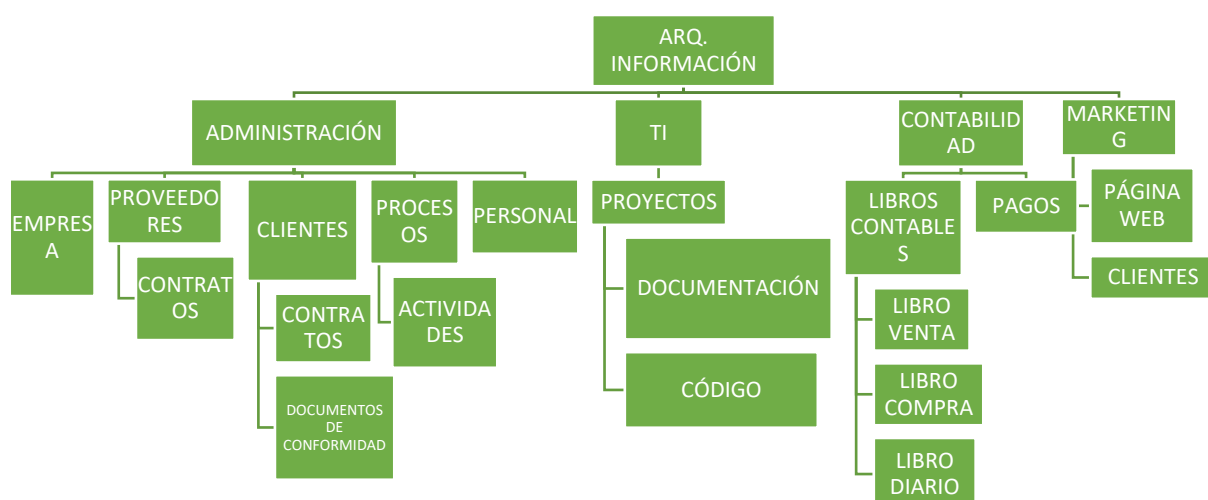 ARQ.
INFORMACIÓN
ADMINISTRACIÓN
TI
CONTABILID
AD
MARKETIN
G
EMPRES
A
PROVEEDO
RES
CONTRAT
OS
CLIENTES
CONTRA
TOS
DOCUMENTOS
DE
CONFORMIDAD
PROCES
OS
ACTIVIDA
DES
PERSONAL
PROYECTOS
DOCUMENTACIÓN
CÓDIGO
LIBROS
CONTABLE
S
LIBRO
VENTA
LIBRO
COMPRA
LIBRO
DIARIO
PAGOS
PÁGINA
WEB
CLIENTES